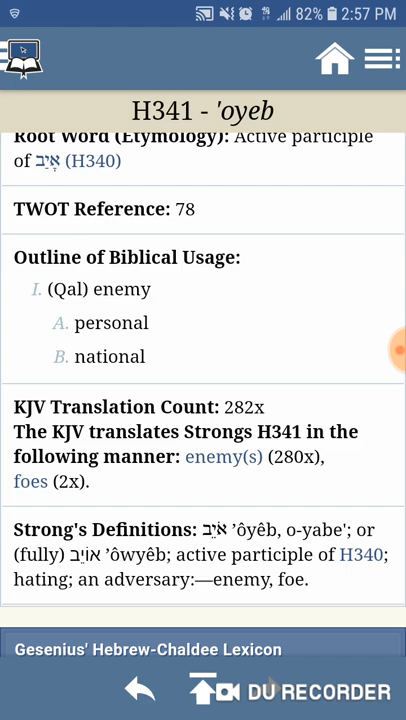 82% 2:57 PM
H341 - 'oyeb
Root Word (Etymology): Active participle
of אָיַב (H340)
TWOT Reference: 78
Outline of Biblical Usage:
I. (Qal) enemy
A. personal
B. national
KJV Translation Count: 282x
The KJV translates Strongs H341 in the
following manner: enemy(s) (280x),
foes (2x).
Strong's Definitions: אֹיֵב ʼôyêb, o-yabe'; or
(fully) אוֹיֵב ʼôwyêb; active participle of H340;
hating; an adversary:—enemy, foe.
Gesenius' Hebrew-Chaldee Lexicon
DU RECORDER